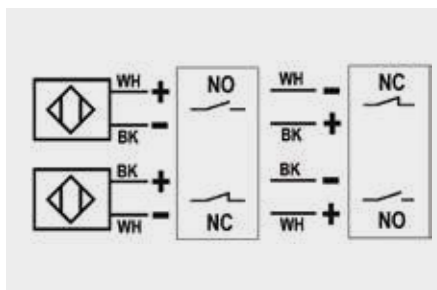 WH + NO WH - NC
BK - BK +
BK + BK -
WH - NC WH + NO